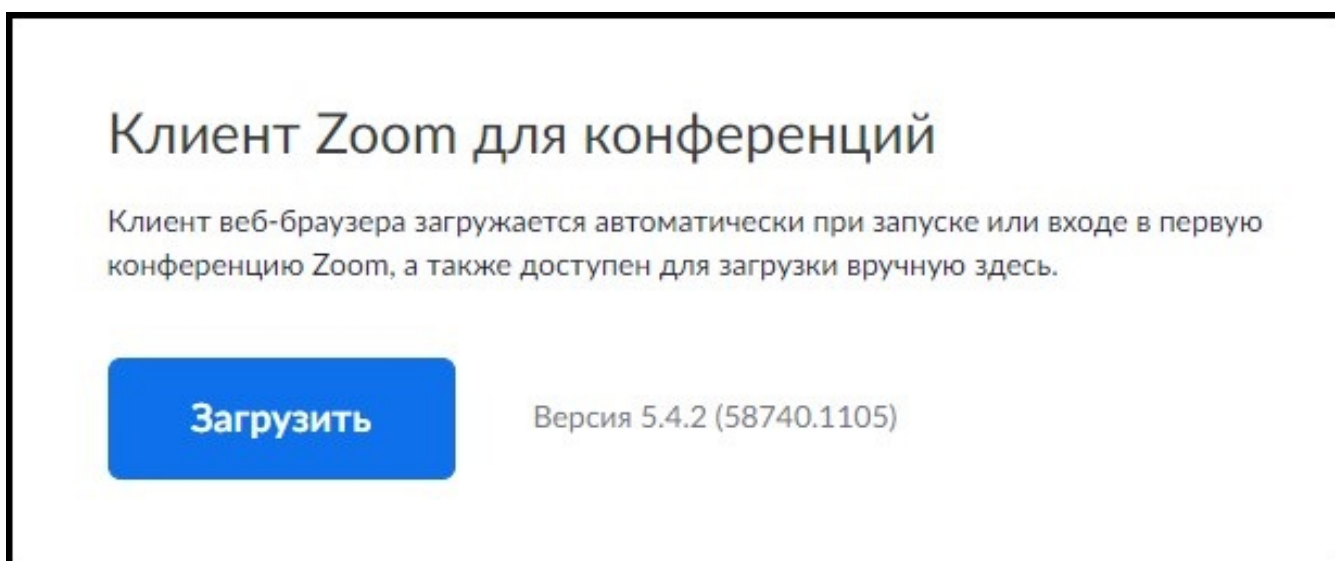 Клиент Zoom для конференций
Клиент веб-браузера загружается автоматически при запуске или входе в первую
конференцию Zoom, а также доступен для загрузки вручную здесь.
Загрузить
Версия 5.4.2 (58740.1105)